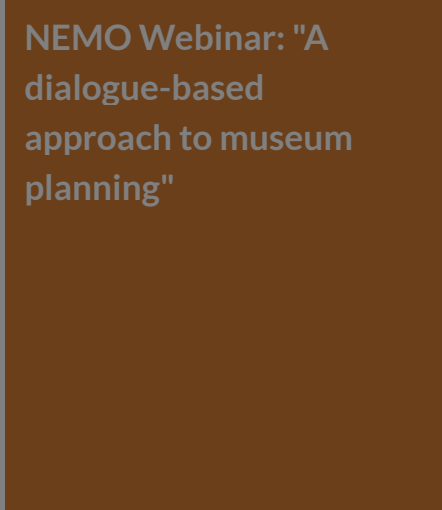 NEMO Webinar: "A
dialogue-based
approach to museum
planning"